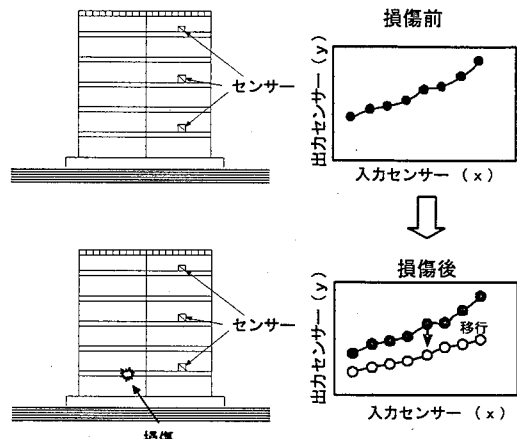 センサー
損傷前
出力センサー（y）
入力センサー（x）
センサー
損傷
損傷後
出力センサー（y）
移行
入力センサー（x）